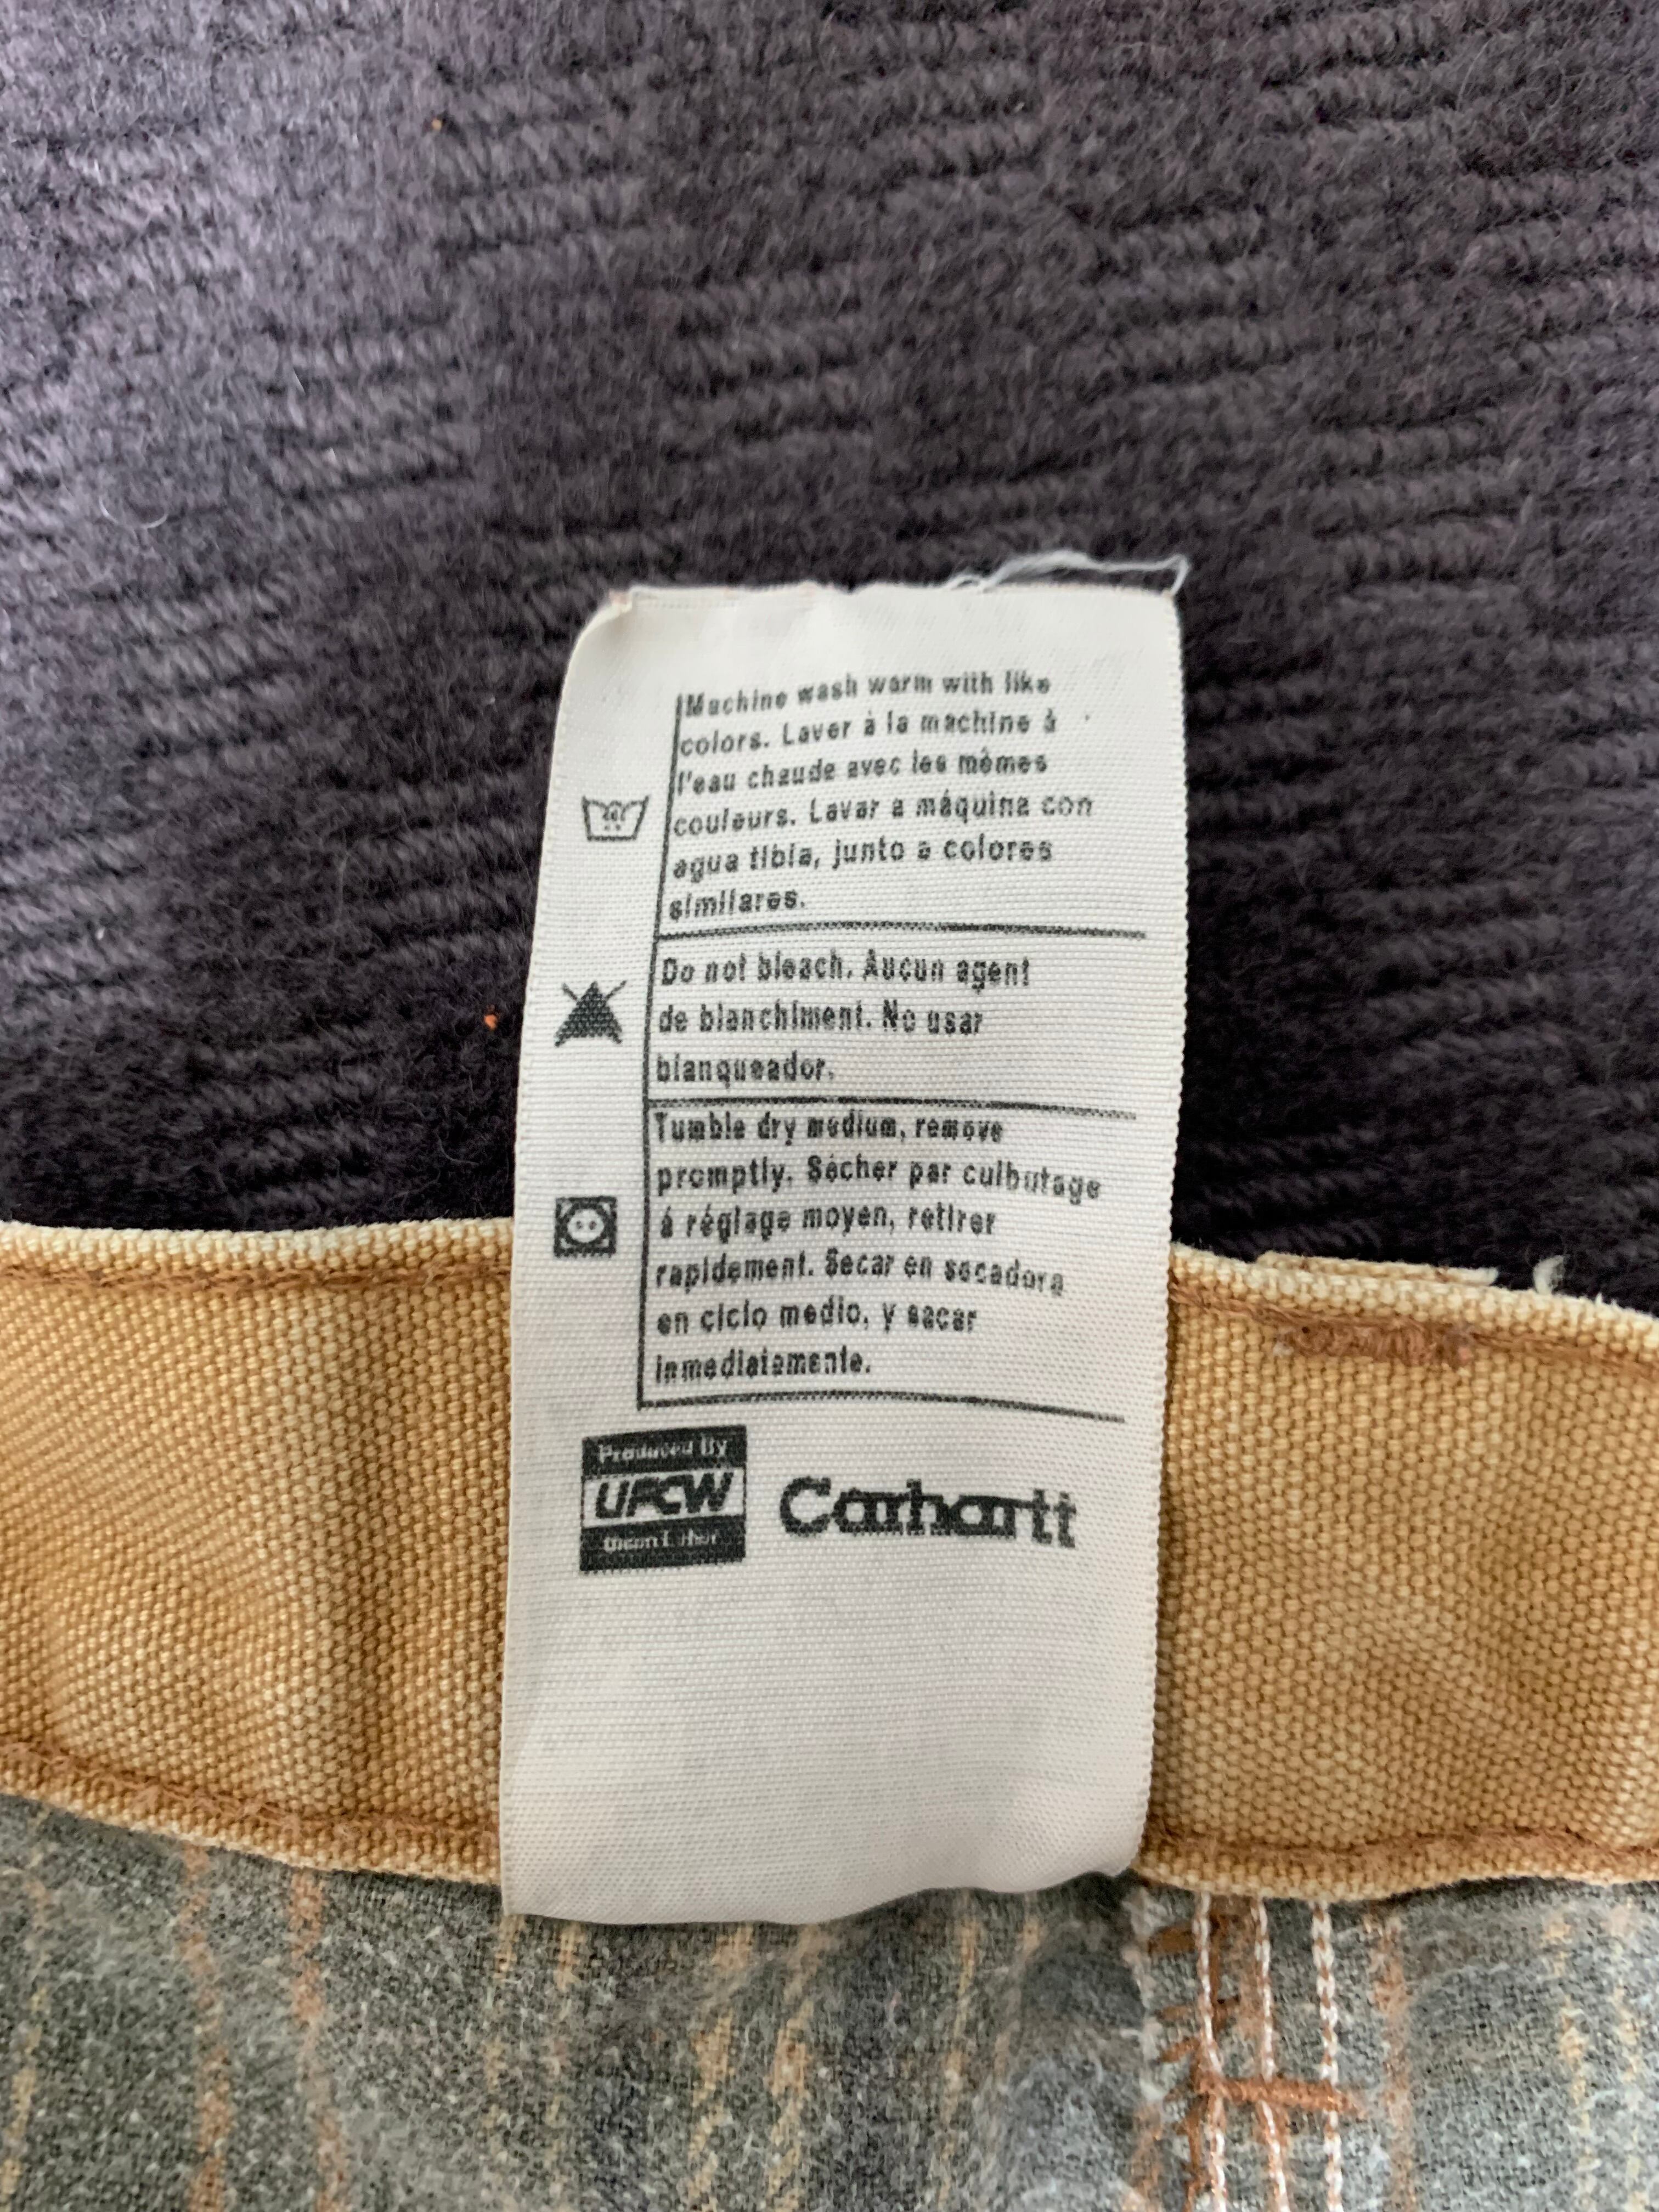 Machine wash warm with like
colors. Laver à la machine à
l'eau chaude avec les mêmes
couleurs. Lavar a máquina con
agua tibia, junto a colores
similares.
Do not bleach. Aucun agent
de blanchiment. No usar
blanqueador.
Tumble dry medium, remove
promptly. Sécher par culbutage
á réglage moyen, retirer
rapidement. Secar en secadora
en ciclo medio, y sacar
inmediatamente.
Produced By
UFCW
Union Labor
Carhartt